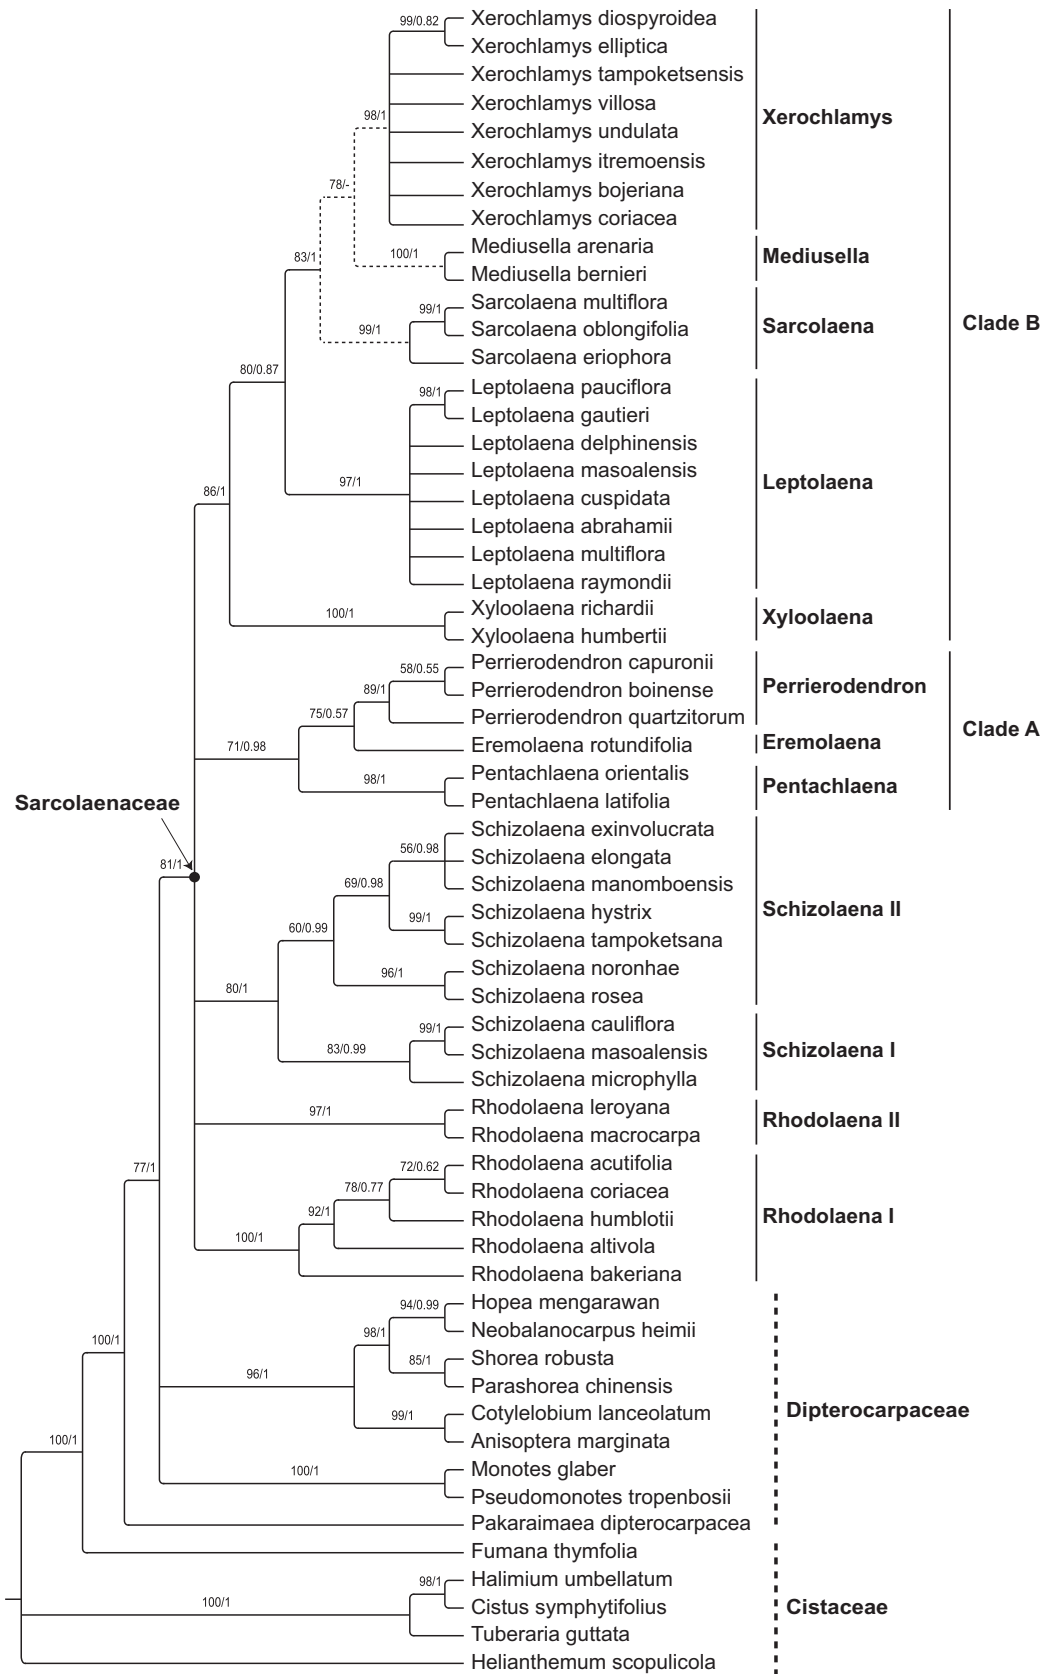 99/0.82
Xerochlamys diospyroidea
Xerochlamys elliptica
Xerochlamys tampoketsensis
Xerochlamys villosa
98/1
Xerochlamys undulata
Xerochlamys itremoensis
Xerochlamys bojeriana
Xerochlamys coriacea
Xerochlamys
78/-
100/1
Mediusella arenaria
Mediusella bernieri
Mediusella
83/1
99/1
99/1
Sarcolaena multiflora
Sarcolaena oblongifolia
Sarcolaena eriophora
Sarcolaena
Clade B
80/0.87
98/1
Leptolaena pauciflora
Leptolaena gautieri
Leptolaena delphinensis
Leptolaena masoalensis
97/1
Leptolaena cuspidata
Leptolaena abrahamii
Leptolaena multiflora
Leptolaena raymondii
Leptolaena
86/1
100/1
Xyloolaena richardii
Xyloolaena humbertii
Xyloolaena
58/0.55
Perrierodendron capuronii
Perrierodendron boinense
89/1
Perrierodendron quartzitorum
Perrierodendron
75/0.57
Eremolaena rotundifolia
Eremolaena
Clade A
71/0.98
98/1
Pentachlaena orientalis
Pentachlaena latifolia
Pentachlaena
Sarcolaenaceae
81/1
56/0.98
Schizolaena exinvolucrata
Schizolaena elongata
Schizolaena manomboensis
69/0.98
99/1
Schizolaena hystrix
Schizolaena tampoketsana
60/0.99
96/1
Schizolaena noronhae
Schizolaena rosea
Schizolaena II
80/1
99/1
Schizolaena cauliflora
Schizolaena masoalensis
83/0.99
Schizolaena microphylla
Schizolaena I
97/1
Rhodolaena leroyana
Rhodolaena macrocarpa
Rhodolaena II
77/1
72/0.62
Rhodolaena acutifolia
Rhodolaena coriacea
78/0.77
Rhodolaena humblotii
92/1
Rhodolaena altivola
100/1
Rhodolaena bakeriana
Rhodolaena I
94/0.99
Hopea mengarawan
Neobalanocarpus heimii
98/1
85/1
Shorea robusta
Parashorea chinensis
100/1
96/1
99/1
Cotylelobium lanceolatum
Anisoptera marginata
Dipterocarpaceae
100/1
Monotes glaber
Pseudomonotes tropenbosii
Pakaraimaea dipterocarpacea
100/1
Fumana thymfolia
98/1
Halimium umbellatum
Cistus symphytifolius
100/1
Tuberaria guttata
Helianthemum scopulicola
Cistaceae